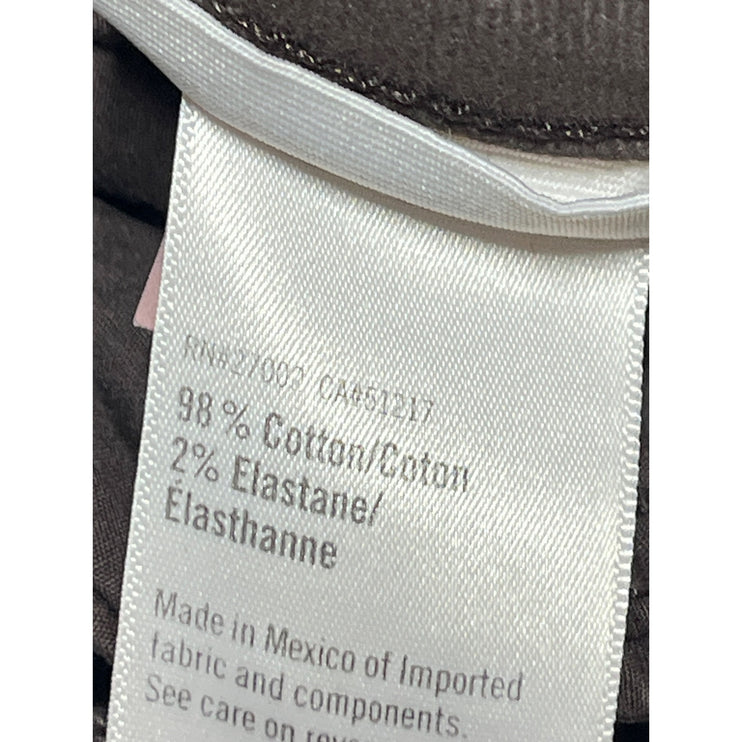 CA#51217
98% Cotton/Coton
2% Elastane/
Élasthanne
Made in Mexico of Imported
fabric and components.
See care on